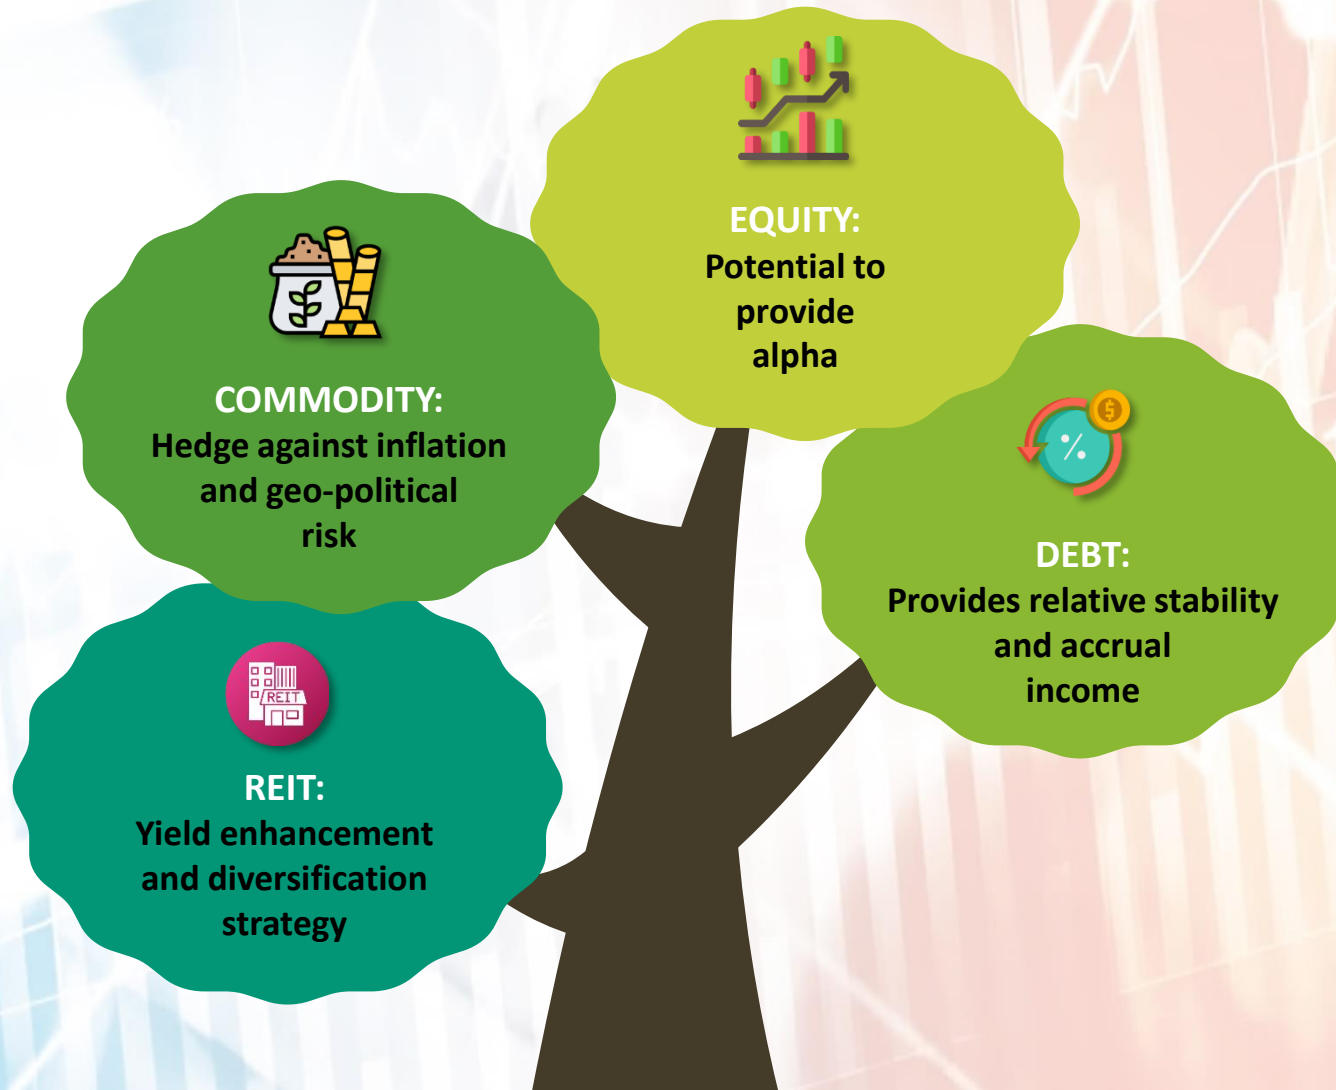 EQUITY:
Potential to
provide
alpha
COMMODITY:
Hedge against inflation
and geo-political
risk
$
%
DEBT:
Provides relative stability
and accrual
income
REIT
REIT:
Yield enhancement
and diversification
strategy